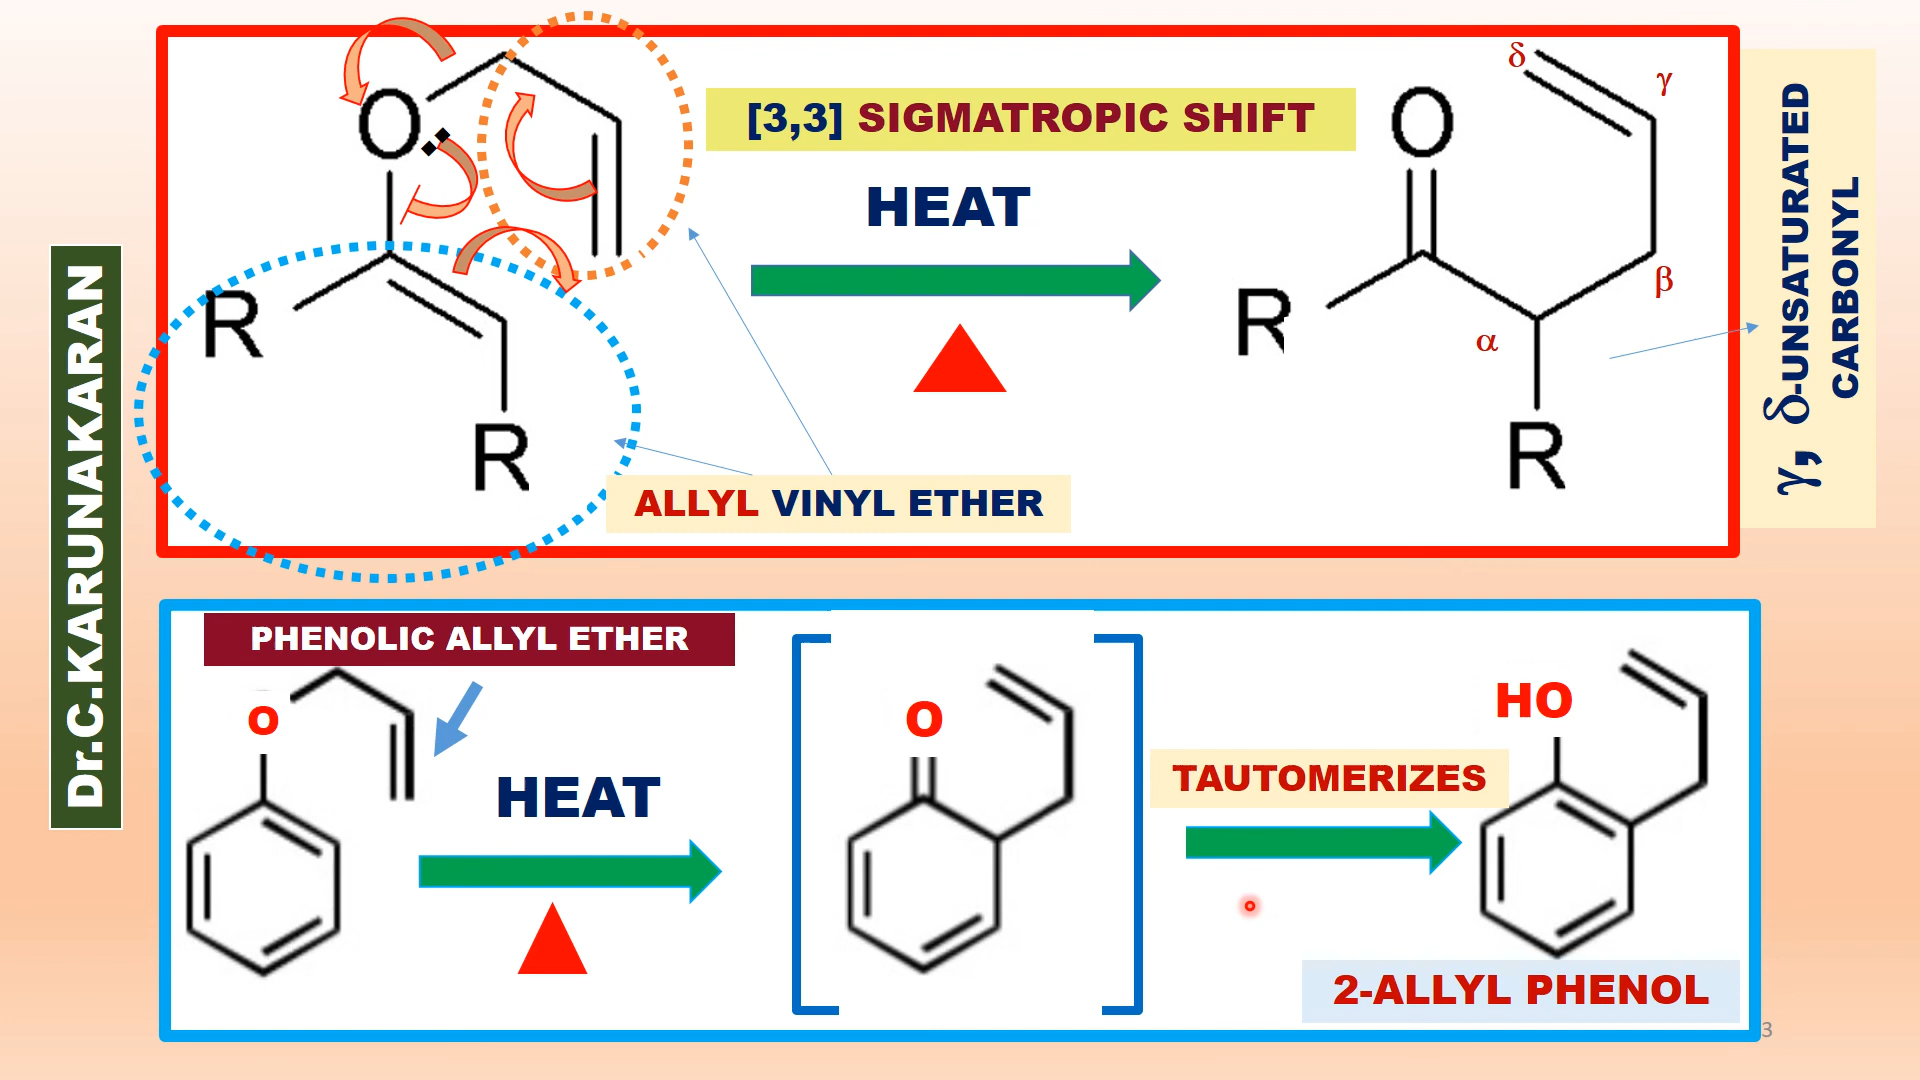 Dr.C.KARUNAKARAN
O
R
R
[3,3] SIGMATROPIC SHIFT
HEAT
ALLYL VINYL ETHER
O
R
R
δ
γ
β
α
γ, δ-UNSATURATED
CARBONYL
PHENOLIC ALLYL ETHER
O
HEAT
O
TAUTOMERIZES
HO
2-ALLYL PHENOL
3